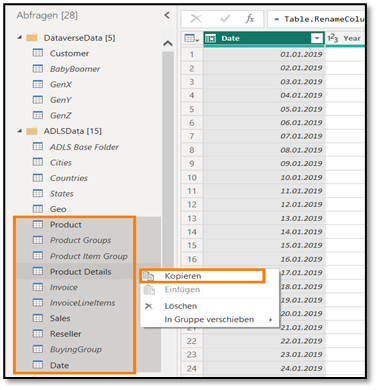 Abfragen [28]
DataverseData [5]
Customer
BabyBoomer
GenX
GenY
GenZ
ADLSData [15]
ADLS Base Folder
Cities
Countries
States
Geo
Product
Product Groups
Product Item Group
Product Details
Invoice
InvoiceLineItems
Sales
Reseller
BuyingGroup
Date
Kopieren
Einfügen
Löschen
In Gruppe verschieben
= Table.RenameColu
Date 1²3 Year
1 01.01.2019
2 02.01.2019
3 03.01.2019
4 04.01.2019
5 05.01.2019
6 06.01.2019
7 07.01.2019
8 08.01.2019
9 09.01.2019
10 10.01.2019
11 11.01.2019
12 12.01.2019
13 13.01.2019
14 14.01.2019
15 15.01.2019
16 16.01.2019
17.01.2019
18.01.2019
19.01.2019
20.01.2019
21 21.01.2019
22 22.01.2019
23 23.01.2019
24 24.01.2019